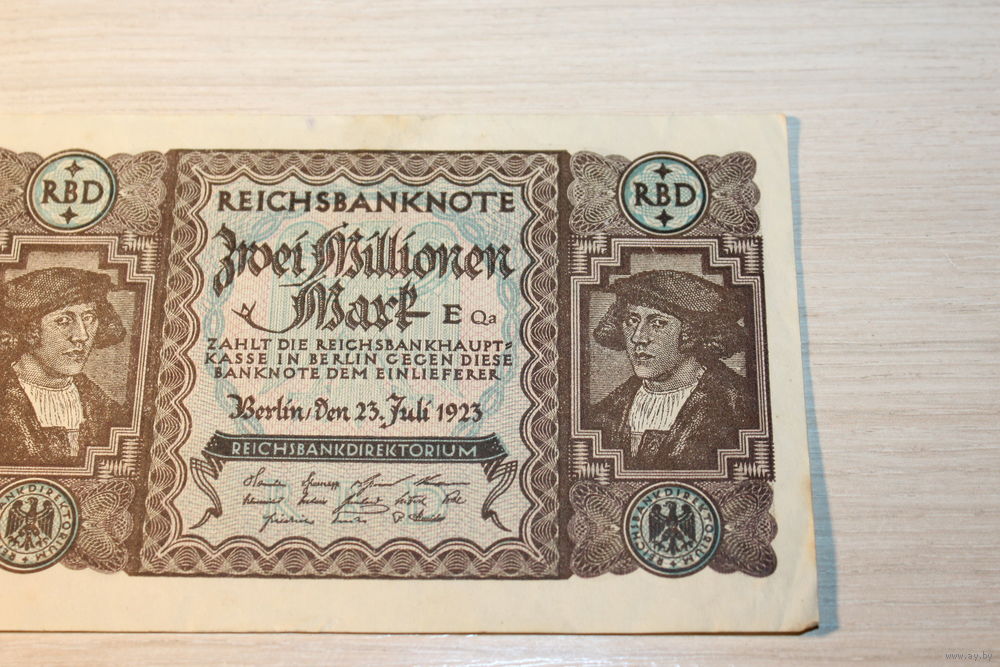 RBD
REICHSBANKNOTE
RBD
Zwei Millionen
Mark E Qa
ZAHLT DIE REICHSBANKHAUPT=
KASSE IN BERLIN GEGEN DIESE
BANKNOTE DEM EINLIEFERER
Berlin, den 23. Juli 1923
REICHSBANKDIREKTORIUM
REICHSBANKDIREKTORIUM
www.ay.by